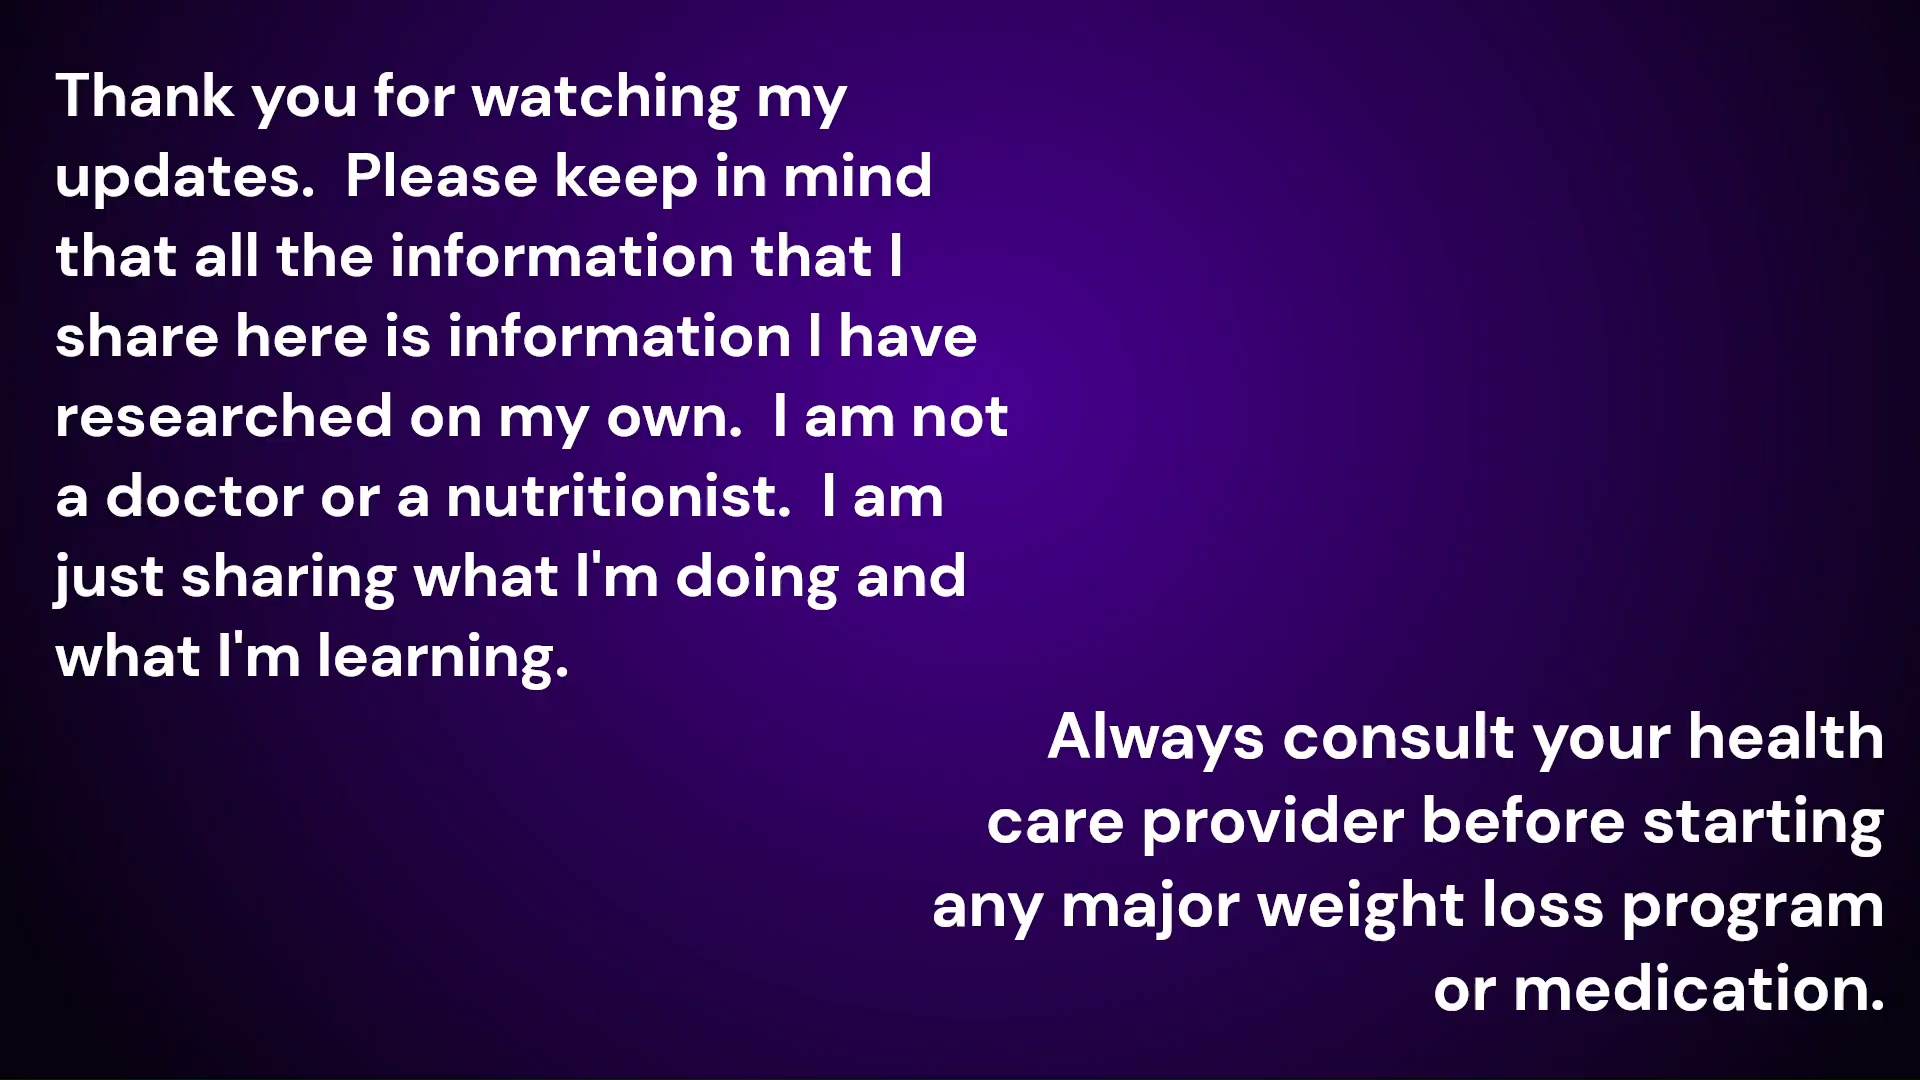 Thank you for watching my
updates.  Please keep in mind
that all the information that I
share here is information I have
researched on my own.  I am not
a doctor or a nutritionist.  I am
just sharing what I'm doing and
what I'm learning.
Always consult your health
care provider before starting
any major weight loss program
or medication.